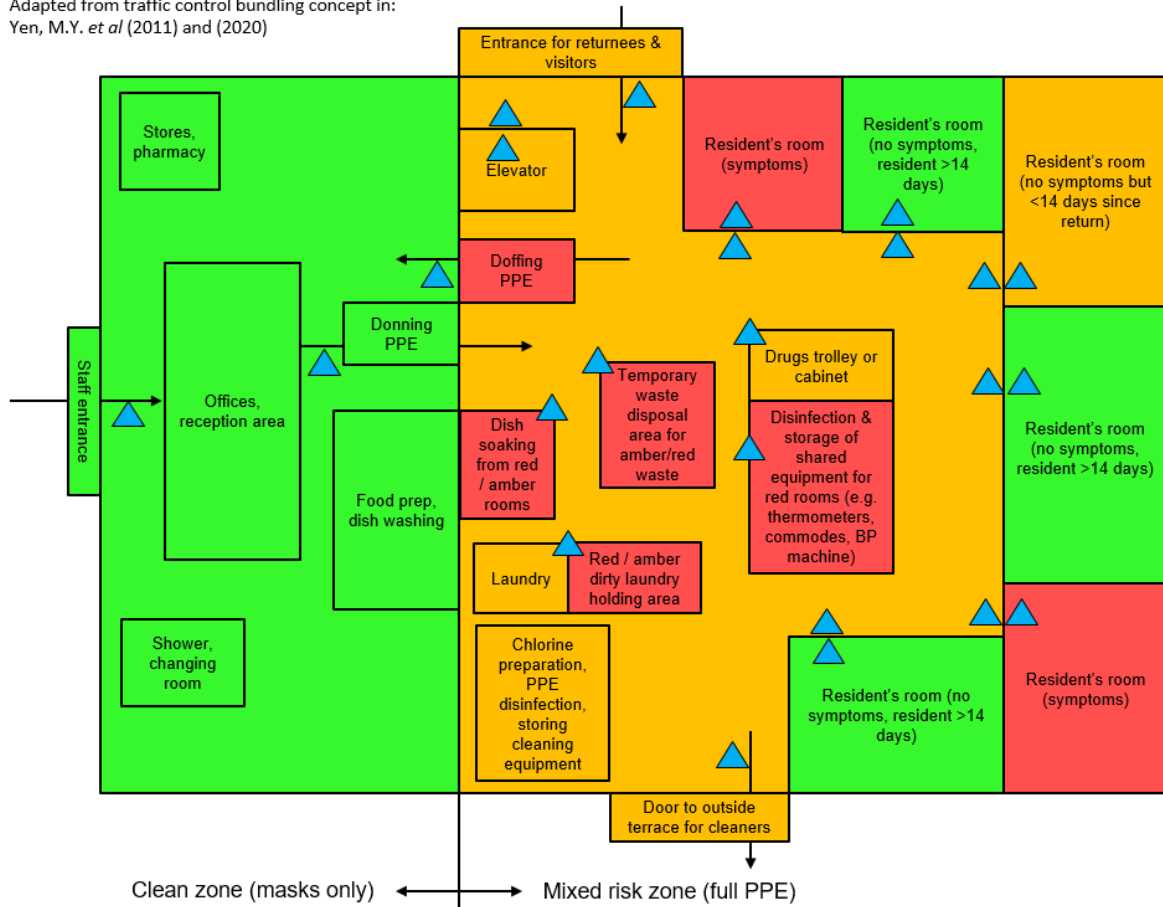 Adapted from traffic control bundling concept in:
Yen, M.Y. et al (2011) and (2020)
Entrance for returnees &
visitors
Stores,
pharmacy
Elevator
Resident's room
(symptoms)
Resident's room
(no symptoms,
resident >14
days)
Resident's room
(no symptoms but
<14 days since
return)
Doffing
PPE
Donning
PPE
Staff entrance
Offices,
reception area
Food prep,
dish washing
Dish
soaking
from red
/ amber
rooms
Temporary
waste
disposal
area for
amber/red
waste
Drugs trolley or
cabinet
Disinfection &
storage of
shared
equipment for
red rooms (e.g.
thermometers,
commodes, BP
machine)
Resident's room
(no symptoms,
resident >14 days)
Laundry
Red / amber
dirty laundry
holding area
Shower,
changing
room
Chlorine
preparation,
PPE
disinfection,
storing
cleaning
equipment
Resident's room (no
symptoms, resident >14
days)
Resident's room
(symptoms)
Door to outside
terrace for cleaners
Clean zone (masks only)
Mixed risk zone (full PPE)